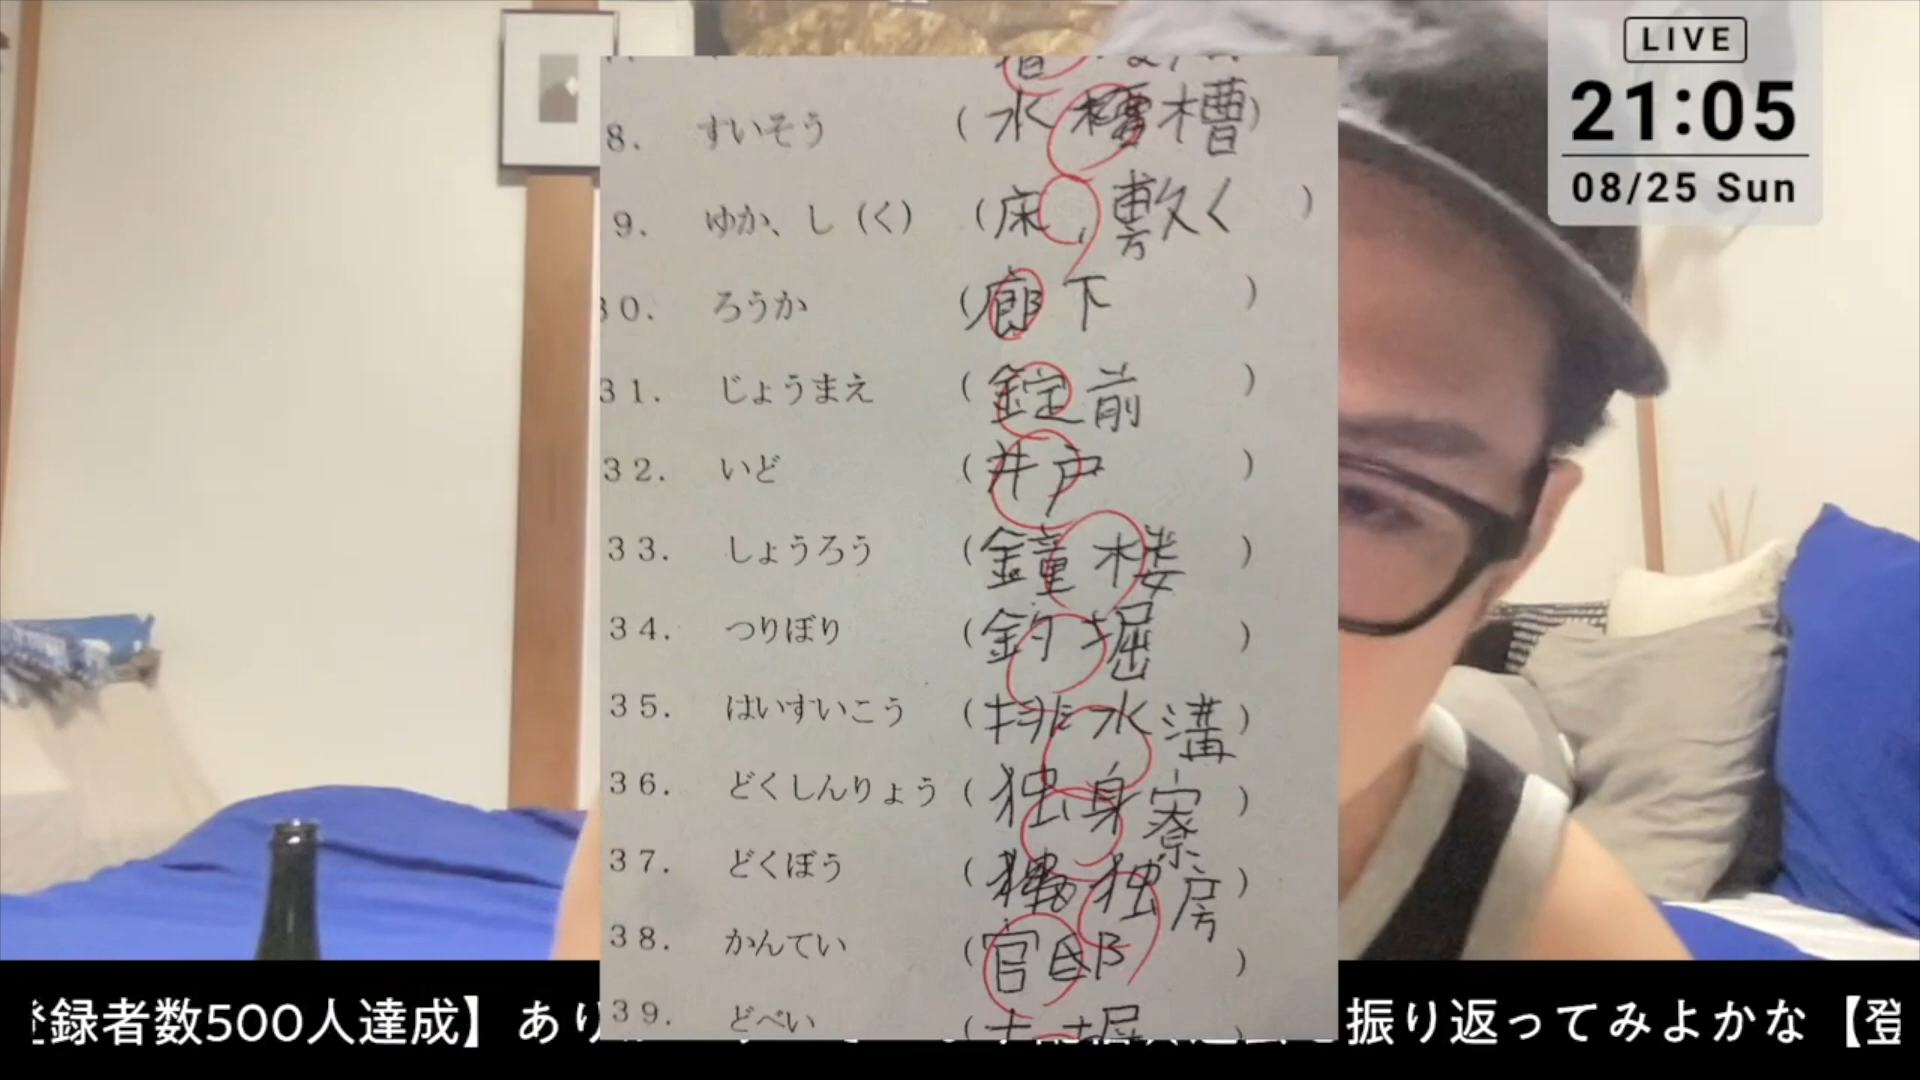 LIVE
21:05
08/25 Sun
8. すいそう (水槽)
9. ゆか、し(く) (床, 敷く)
30. ろうか (廊下)
31. じょうまえ (錠前)
32. いど (井戸)
33. しょうろう (鐘楼)
34. つりぼり (釣堀)
35. はいすいこう (排水溝)
36. どくしんりょう (独身寮)
37. どくぼう (独房)
38. かんてい (官邸)
39. どべい
登録者数500人達成】あり
振り返ってみよかな【登